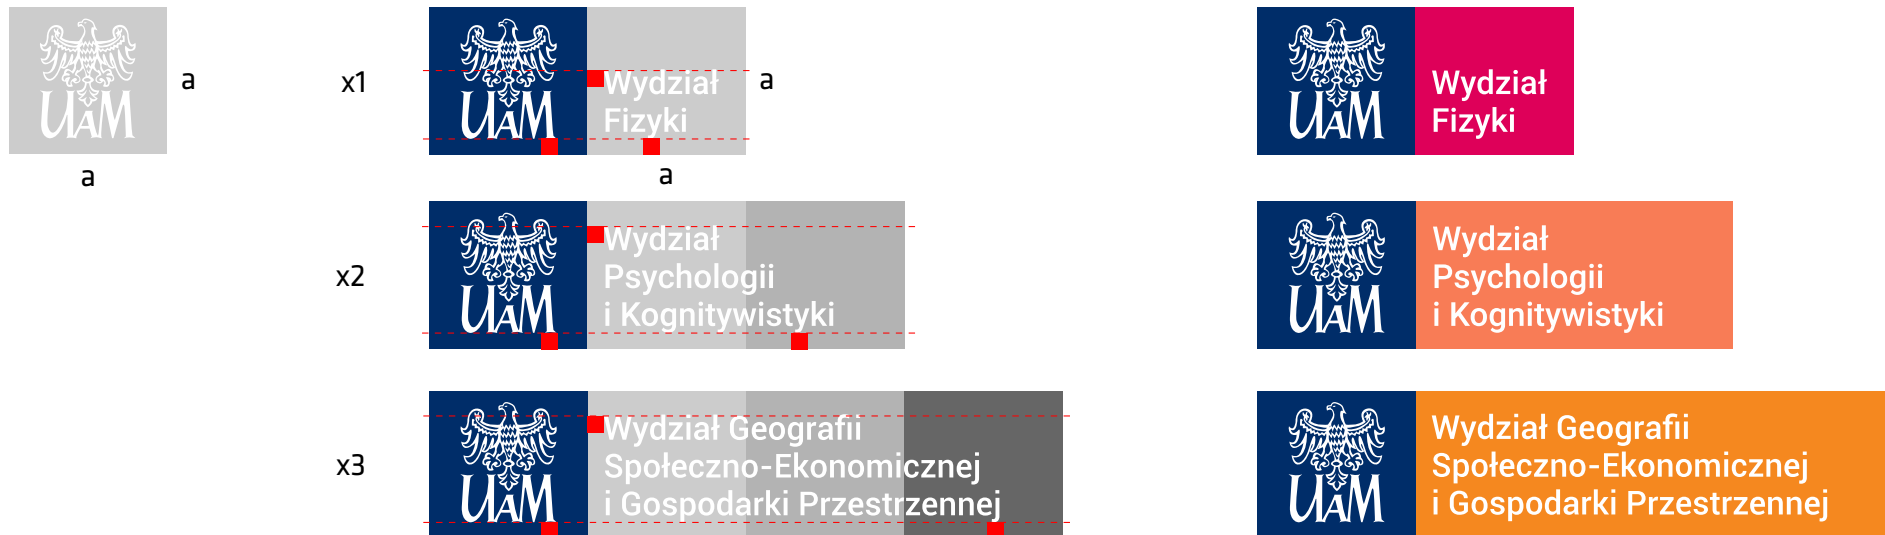 UAM
a
a
x1
UAM
Wydział
Fizyki
a
a
UAM
Wydział
Fizyki
x2
UAM
Wydział
Psychologii
i Kognitywistyki
UAM
Wydział
Psychologii
i Kognitywistyki
x3
UAM
Wydział Geografii
Społeczno-Ekonomicznej
i Gospodarki Przestrzennej
UAM
Wydział Geografii
Społeczno-Ekonomicznej
i Gospodarki Przestrzennej